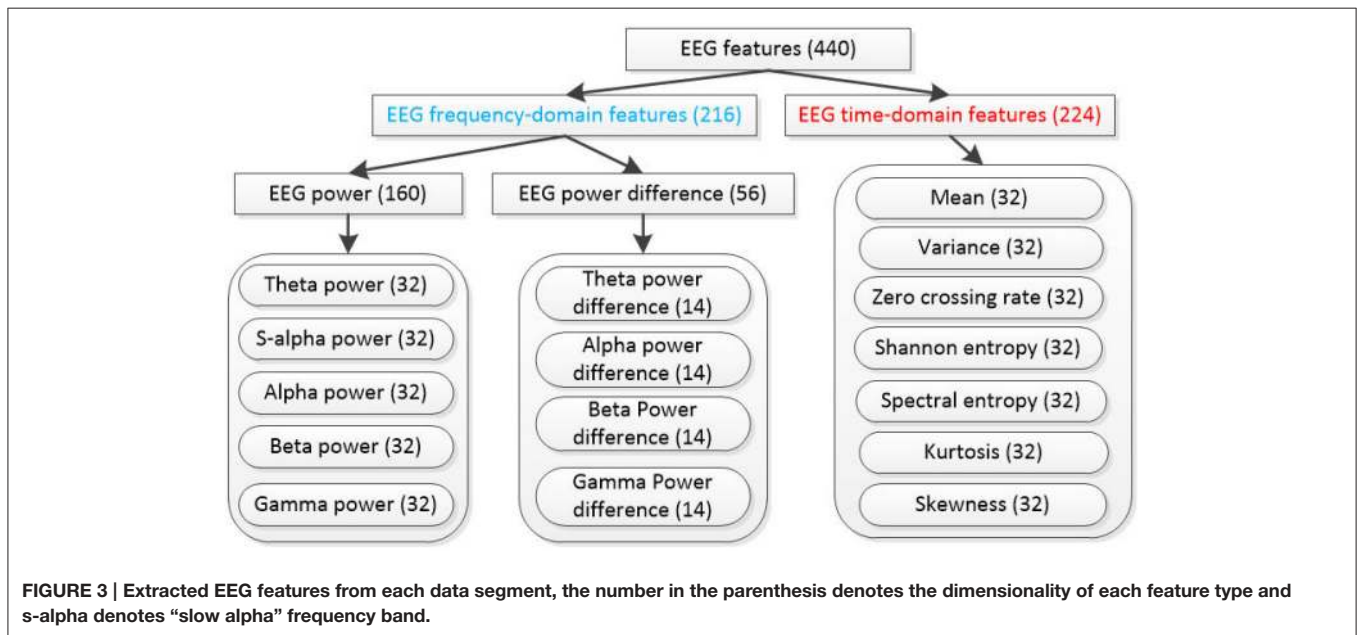 EEG features (440)
EEG frequency-domain features (216)
EEG time-domain features (224)
EEG power (160)
EEG power difference (56)
Theta power (32)
S-alpha power (32)
Alpha power (32)
Beta power (32)
Gamma power (32)
Theta power
difference (14)
Alpha power
difference (14)
Beta Power
difference (14)
Gamma Power
difference (14)
Mean (32)
Variance (32)
Zero crossing rate (32)
Shannon entropy (32)
Spectral entropy (32)
Kurtosis (32)
Skewness (32)
FIGURE 3 | Extracted EEG features from each data segment, the number in the parenthesis denotes the dimensionality of each feature type and
s-alpha denotes “slow alpha” frequency band.